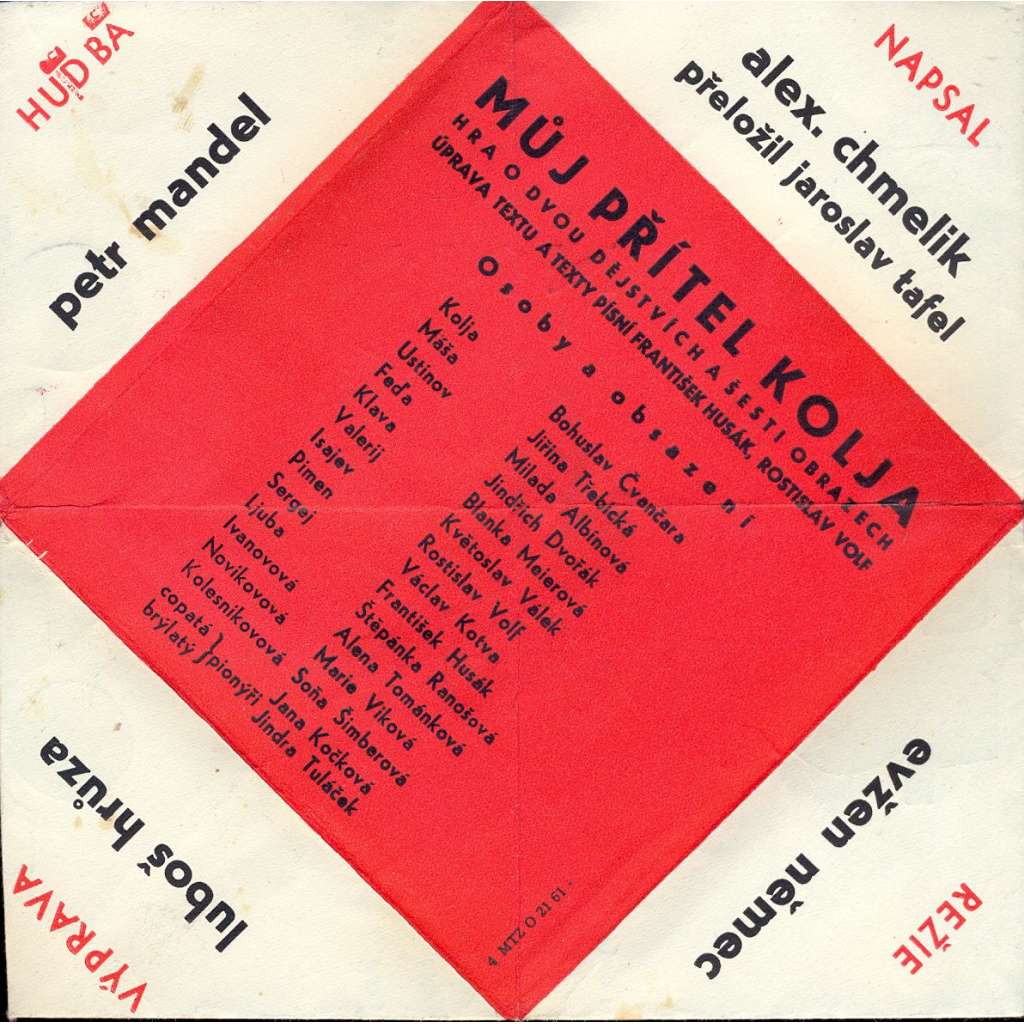 HUDBA
petr mandel
NAPSAL
alex. chmelik
přeložil jaroslav tafel
MŮJ PŘÍTEL KOLJA
HRA O DVOU DĚJSTVÍCH A ŠESTI OBRAZECH
ÚPRAVA TEXTU A TEXTY PÍSNÍ FRANTIŠEK HUSÁK, ROSTISLAV VOLF
Osoby a obsazení
Kolja Bohuslav Čvančara
Máša Jiřina Třebická
Ustinov Milada Albínová
Feďa Jindřich Dvořák
Klava Blanka Meierová
Valerij Květoslav Válek
Isajev Rostislav Volf
Pimen Václav Kotva
Sergej František Husák
Ljuba Štěpánka Ranošová
Ivanovová Alena Tománková
Novikovová Marie Viková
Kolesnikovová Soňa Šimberová
copatá } pionýři Jana Kočková
brýlatý } pionýři Jindra Tuláček
4 MTZ O 21 61 -
VÝPRAVA
luboš hrůza
REŽIE
evžen němec